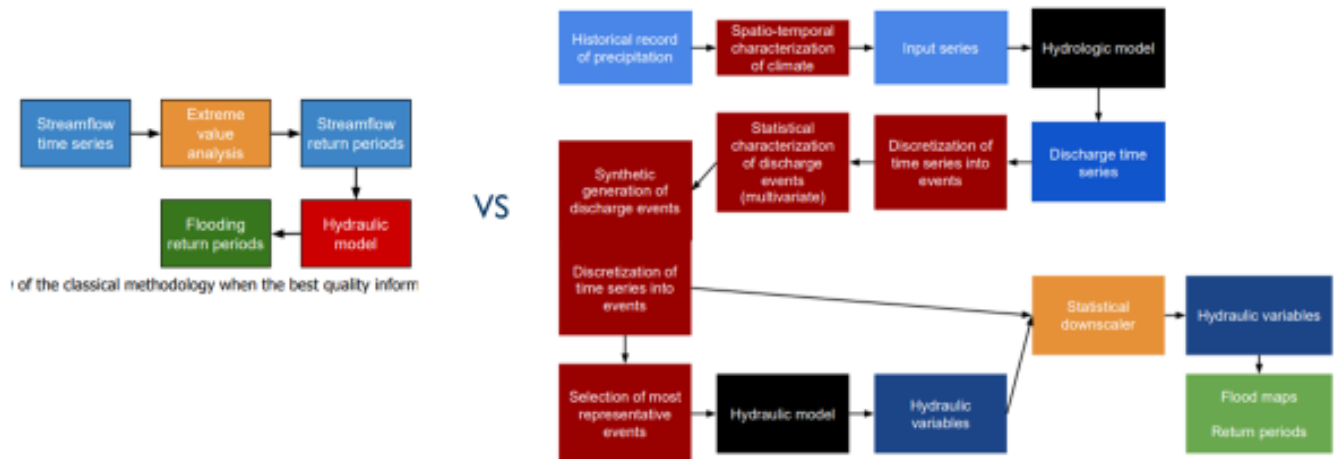 Streamflow
time series
Extreme
value
analysis
Streamflow
return periods
Flooding
return periods
Hydraulic
model
of the classical methodology when the best quality inform
VS
Historical record
of precipitation
Spatio-temporal
characterization
of climate
Input series
Hydrologic model
Synthetic
generation of
discharge events
Statistical
characterization
of discharge
events
(multivariate)
Discretization of
time series into
events
Discharge time
series
Discretization of
time series into
events
Statistical
downscaler
Hydraulic variables
Selection of most
representative
events
Hydraulic model
Hydraulic
variables
Flood maps
Return periods